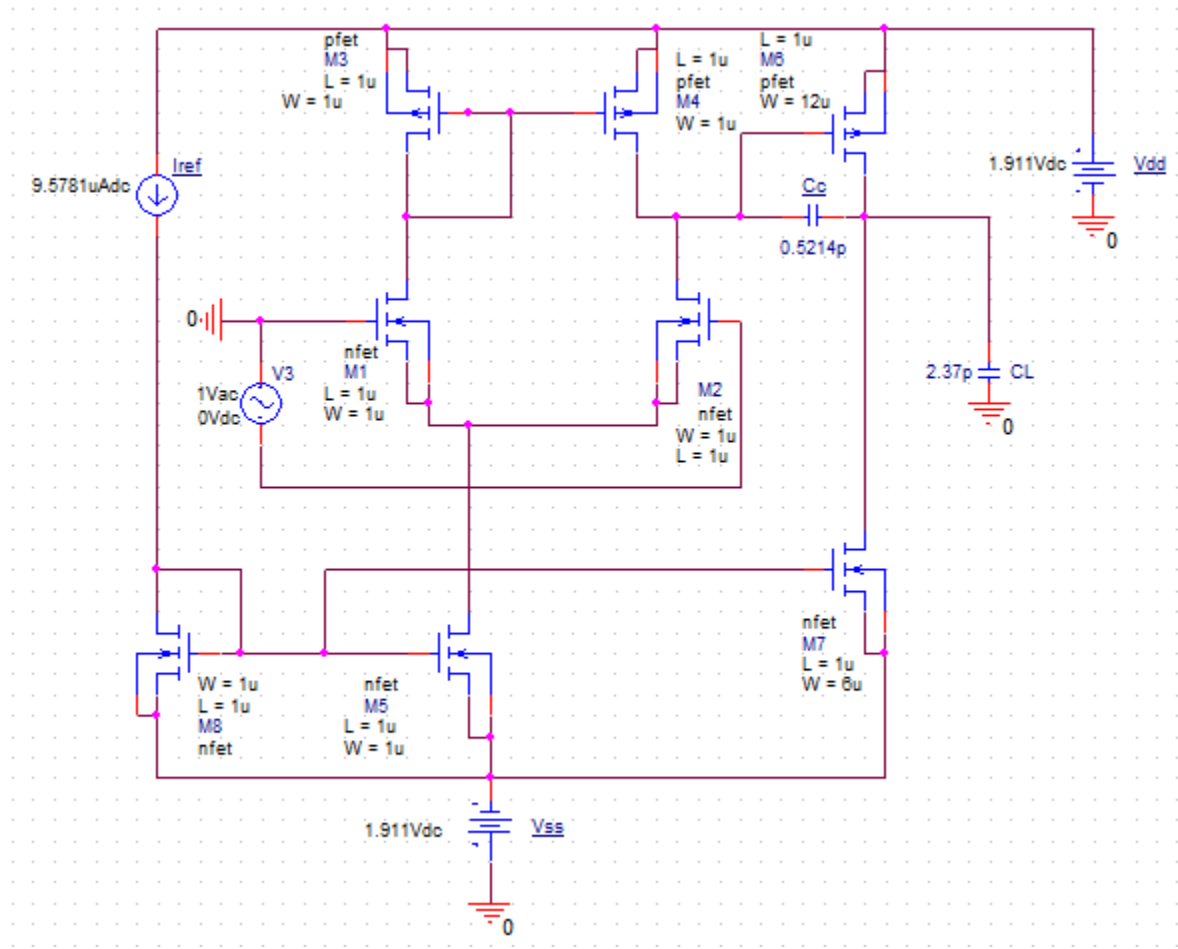 pfet
M3
L = 1u
W = 1u
L = 1u
pfet
M4
W = 1u
L = 1u
M6
pfet
W = 12u
Iref
9.5781uAdc
1.911Vdc
Vdd
0
Cc
0.5214p
0
nfet
M1
L = 1u
W = 1u
V3
1Vac
0Vdc
M2
nfet
W = 1u
L = 1u
2.37p
CL
0
W = 1u
L = 1u
M8
nfet
nfet
M5
L = 1u
W = 1u
nfet
M7
L = 1u
W = 6u
1.911Vdc
Vss
0